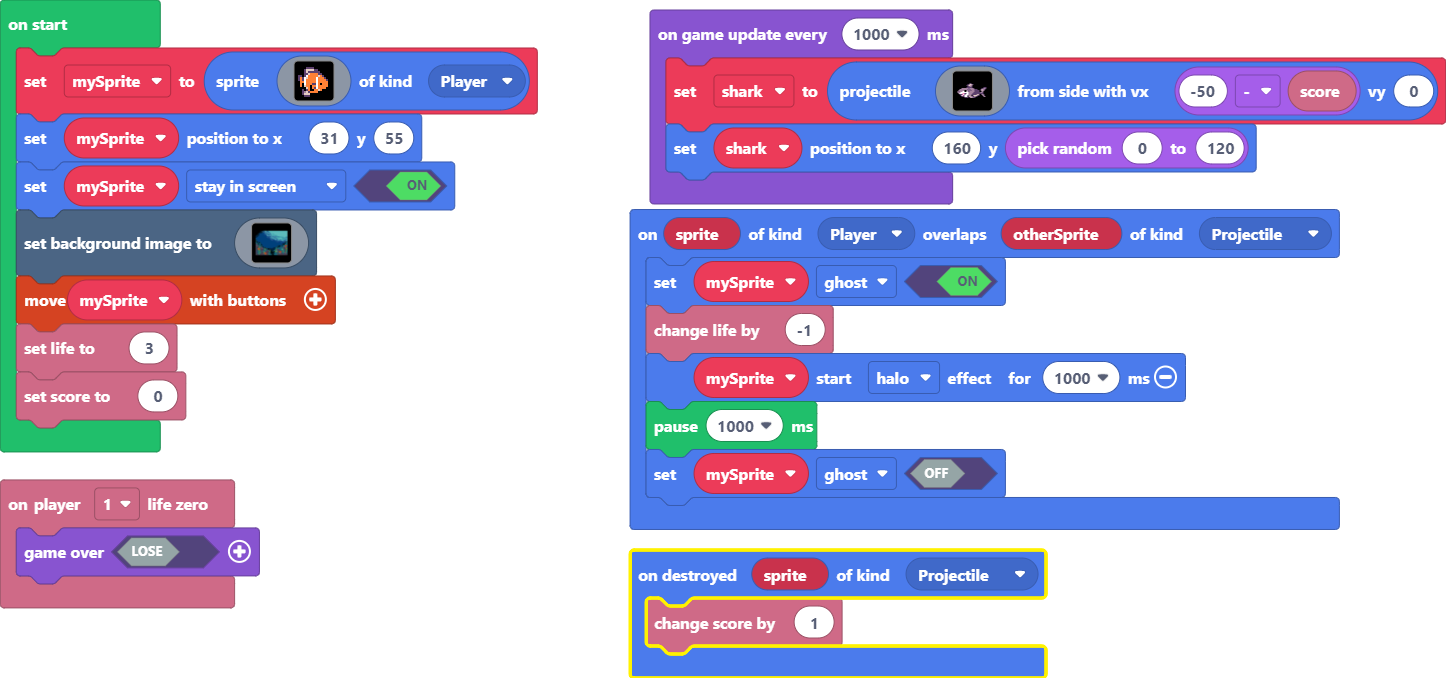 on start
set mySprite to sprite of kind Player
set mySprite position to x 31 y 55
set mySprite stay in screen ON
set background image to
move mySprite with buttons
set life to 3
set score to 0
on player 1 life zero
game over LOSE
on game update every 1000 ms
set shark to projectile from side with vx -50 - score vy 0
set shark position to x 160 y pick random 0 to 120
on sprite of kind Player overlaps otherSprite of kind Projectile
set mySprite ghost ON
change life by -1
mySprite start halo effect for 1000 ms
pause 1000 ms
set mySprite ghost OFF
on destroyed sprite of kind Projectile
change score by 1